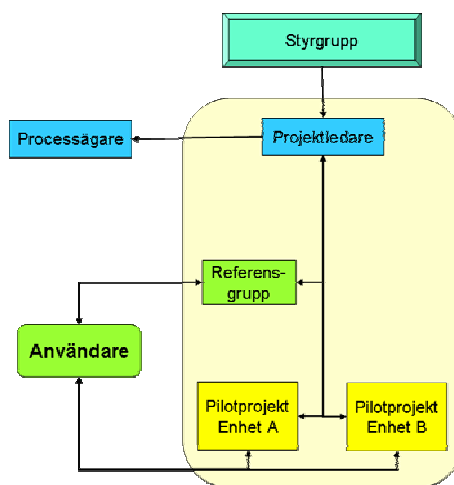 Styrgrupp
Processägare
Projektledare
Referens-
grupp
Användare
Pilotprojekt
Enhet A
Pilotprojekt
Enhet B